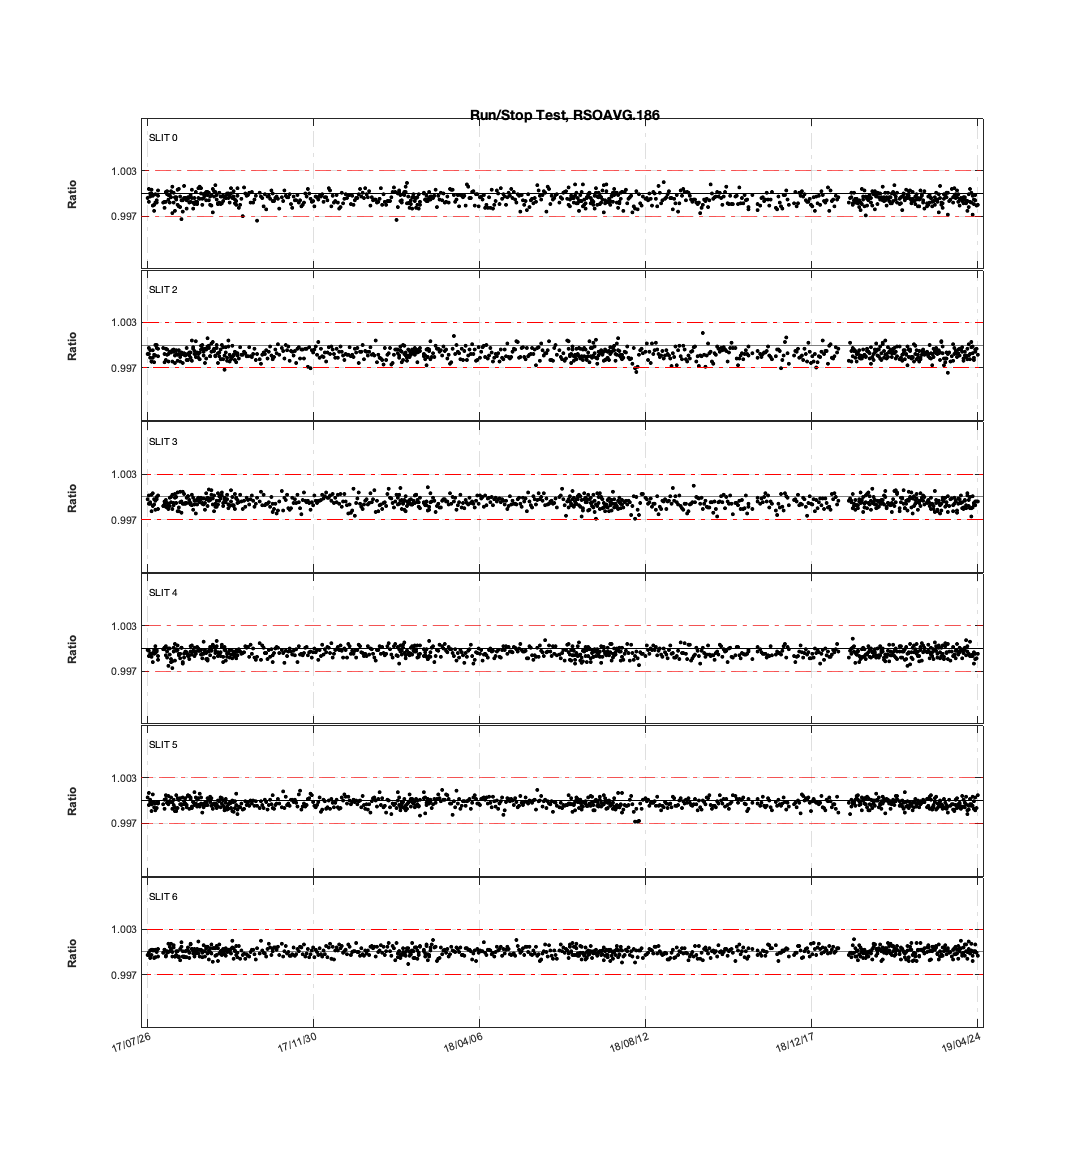 Run/Stop Test, RSOAVG.186
SLIT 0
1.003
Ratio
0.997
SLIT 2
1.003
Ratio
0.997
SLIT 3
1.003
Ratio
0.997
SLIT 4
1.003
Ratio
0.997
SLIT 5
1.003
Ratio
0.997
SLIT 6
1.003
Ratio
0.997
17/07/26 17/11/30 18/04/06 18/08/12 18/12/17 19/04/24